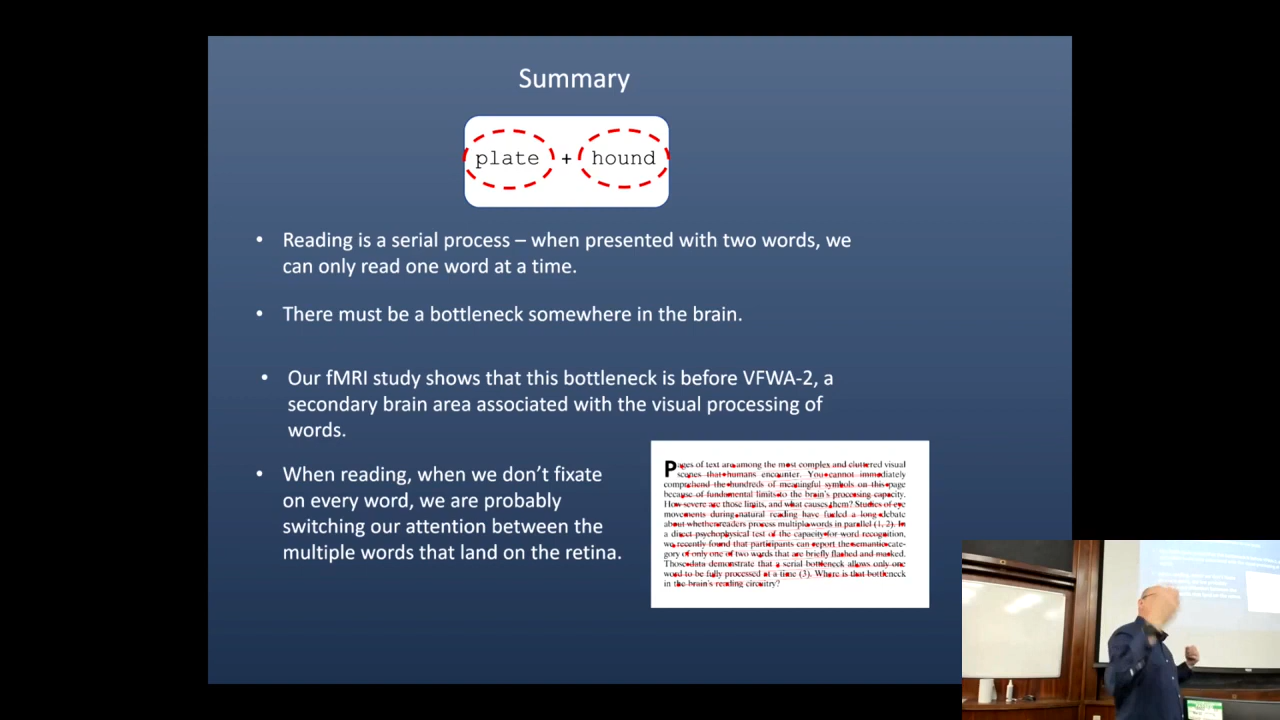 Summary
plate + hound
• Reading is a serial process – when presented with two words, we
can only read one word at a time.
• There must be a bottleneck somewhere in the brain.
• Our fMRI study shows that this bottleneck is before VFWA-2, a
secondary brain area associated with the visual processing of
words.
• When reading, when we don't fixate
on every word, we are probably
switching our attention between the
multiple words that land on the retina.
Pages of text are among the most complex and cluttered visual
scenes that humans encounter. You cannot immediately
comprehend the hundreds of meaningful symbols on this page
because of fundamental limits to the brain's processing capacity.
How severe are those limits, and what causes them? Studies of eye
movements during natural reading have fueled a long debate
about whether readers process multiple words in parallel (1, 2). In
a direct psychophysical test of the capacity for word recognition,
we recently found that participants can report the semantic cate-
gory of only one of two words that are briefly flashed and masked.
Those data demonstrate that a serial bottleneck allows only one
word to be fully processed at a time (3). Where is that bottleneck
in the brain's reading circuitry?